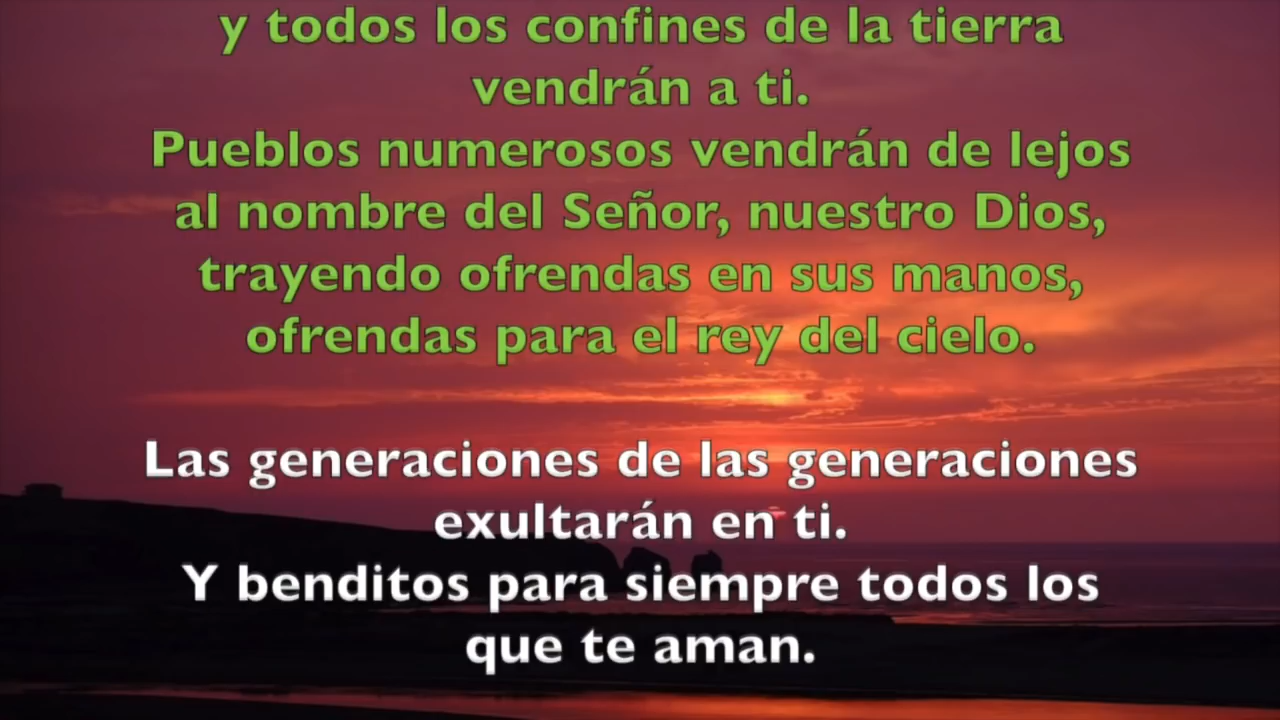 y todos los confines de la tierra
vendrán a ti.
Pueblos numerosos vendrán de lejos
al nombre del Señor, nuestro Dios,
trayendo ofrendas en sus manos,
ofrendas para el rey del cielo.
Las generaciones de las generaciones
exultarán en ti.
Y benditos para siempre todos los
que te aman.